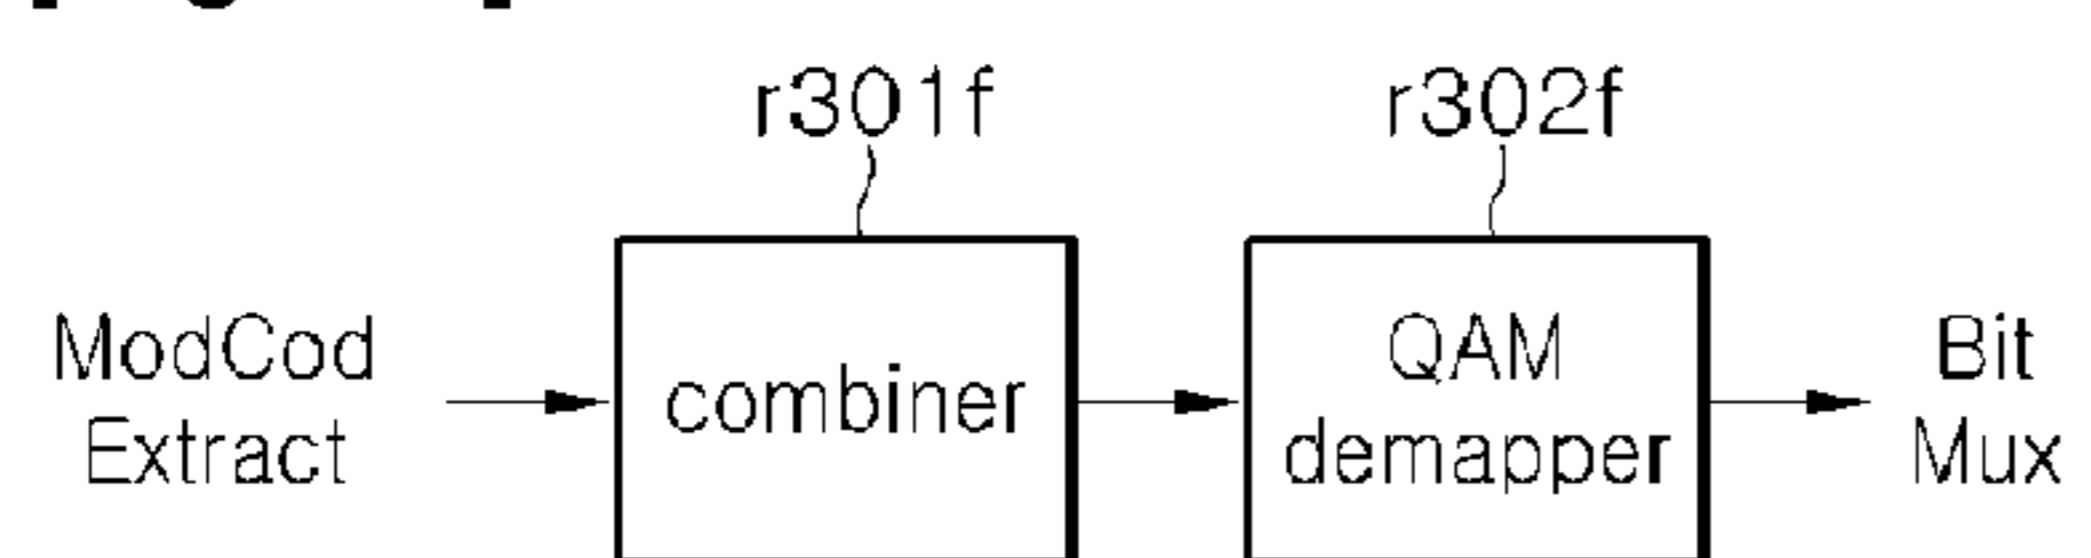 r301f
r302f
ModCod
Extract
combiner
QAM
demapper
Bit
Mux